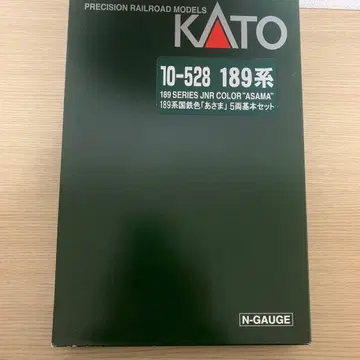 PRECISION RAILROAD MODELS
KATO
10-528 189系
189 SERIES JNR COLOR "ASAMA"
189系国鉄色「あさま」5両基本セット
N-GAUGE